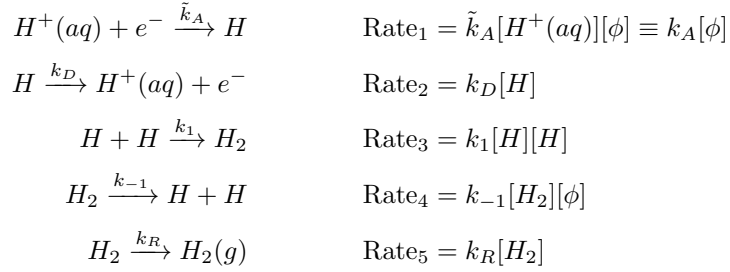 H⁺(aq) + e⁻ —k̃_A→ H    Rate₁ = k̃_A[H⁺(aq)][ϕ] ≡ k_A[ϕ]
H —k_D→ H⁺(aq) + e⁻    Rate₂ = k_D[H]
H + H —k₁→ H₂    Rate₃ = k₁[H][H]
H₂ —k₋₁→ H + H    Rate₄ = k₋₁[H₂][ϕ]
H₂ —k_R→ H₂(g)    Rate₅ = k_R[H₂]